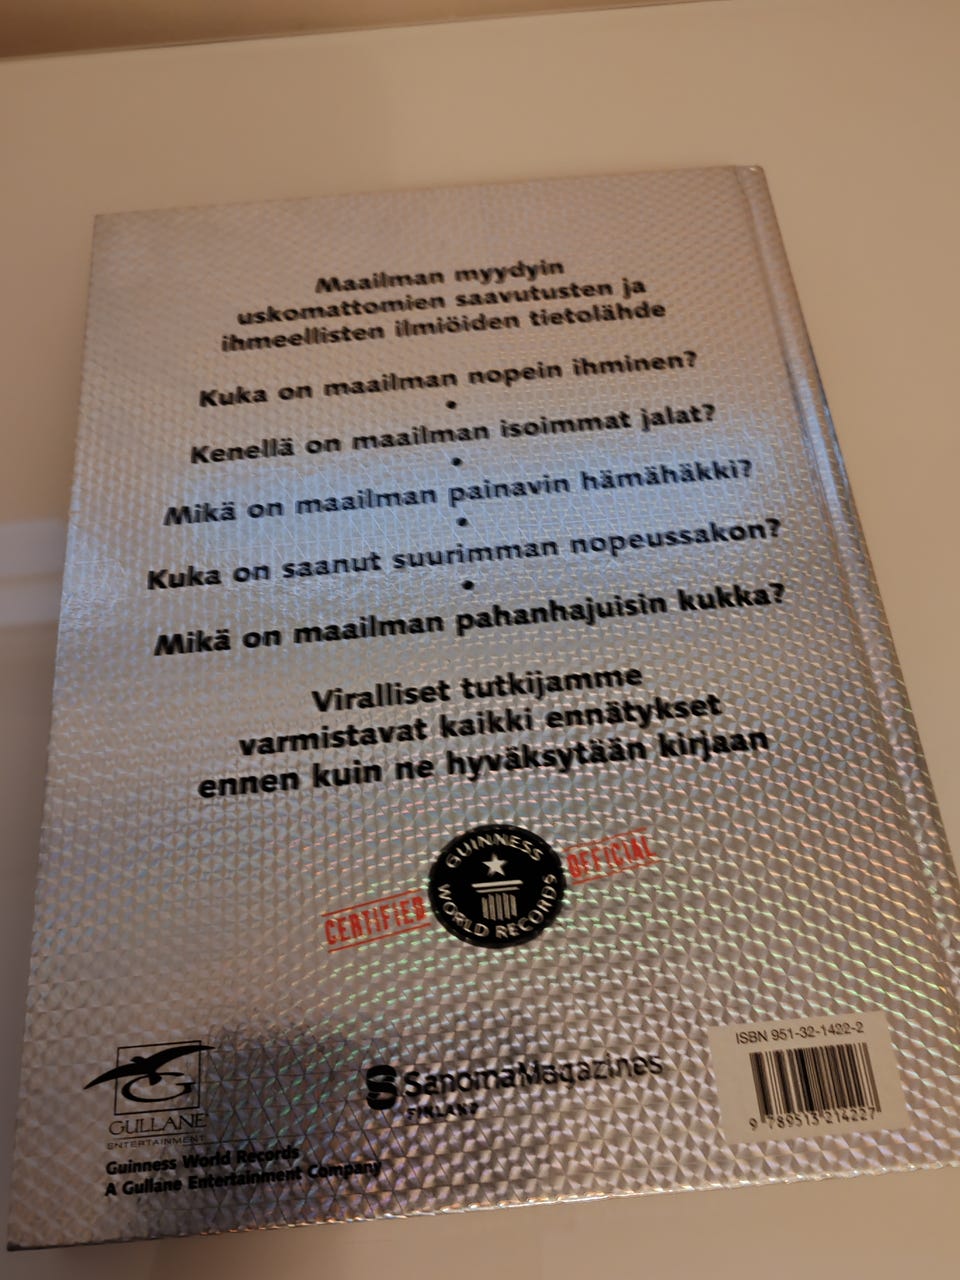 Maailman myydyin
uskomattomien saavutusten ja
ihmeellisten ilmiöiden tietolähde
Kuka on maailman nopein ihminen?
•
Kenellä on maailman isoimmat jalat?
•
Mikä on maailman painavin hämähäkki?
•
Kuka on saanut suurimman nopeussakon?
•
Mikä on maailman pahanhajuisin kukka?
Viralliset tutkijamme
varmistavat kaikki ennätykset
ennen kuin ne hyväksytään kirjaan
CERTIFIED GUINNESS WORLD RECORDS OFFICIAL
G
GULLANE
ENTERTAINMENT
Guinness World Records
A Gullane Entertainment Company
S SanomaMagazines
FINLAND
ISBN 951-32-1422-2
9 789513 214227